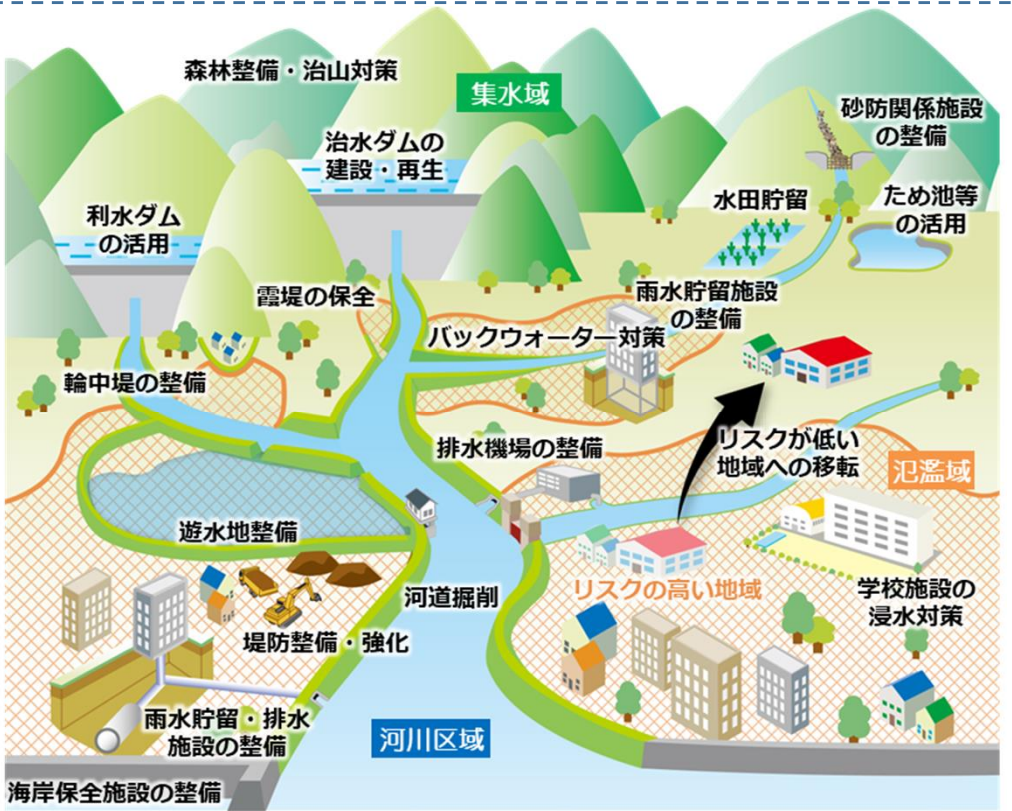 森林整備・治山対策
集水域
砂防関係施設
の整備
治水ダムの
建設・再生
水田貯留
ため池等
の活用
利水ダム
の活用
霞堤の保全
雨水貯留施設
の整備
バックウォーター対策
輪中堤の整備
排水機場の整備
リスクが低い
地域への移転
氾濫域
遊水地整備
リスクの高い地域
学校施設の
浸水対策
河道掘削
堤防整備・強化
雨水貯留・排水
施設の整備
河川区域
海岸保全施設の整備